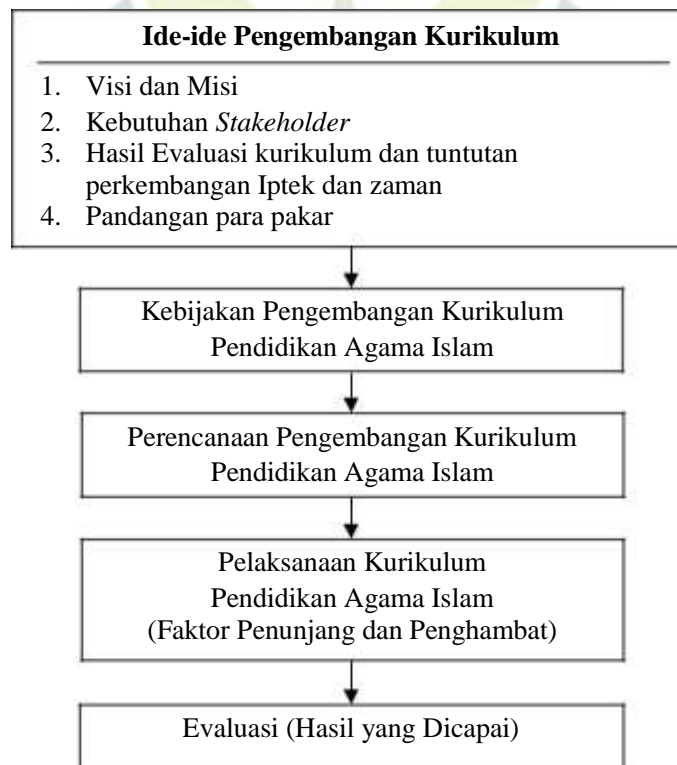 Ide-ide Pengembangan Kurikulum
1. Visi dan Misi
2. Kebutuhan Stakeholder
3. Hasil Evaluasi kurikulum dan tuntutan
perkembangan Iptek dan zaman
4. Pandangan para pakar
Kebijakan Pengembangan Kurikulum
Pendidikan Agama Islam
Perencanaan Pengembangan Kurikulum
Pendidikan Agama Islam
Pelaksanaan Kurikulum
Pendidikan Agama Islam
(Faktor Penunjang dan Penghambat)
Evaluasi (Hasil yang Dicapai)